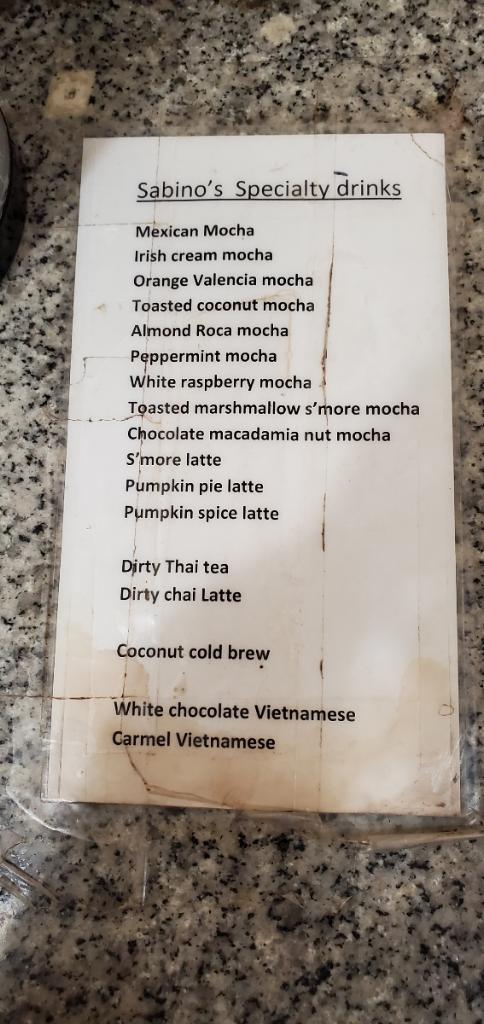 Sabino's Specialty drinks
Mexican Mocha
Irish cream mocha
Orange Valencia mocha
Toasted coconut mocha
Almond Roca mocha
Peppermint mocha
White raspberry mocha
Toasted marshmallow s'more mocha
Chocolate macadamia nut mocha
S'more latte
Pumpkin pie latte
Pumpkin spice latte
Dirty Thai tea
Dirty chai Latte
Coconut cold brew
White chocolate Vietnamese
Carmel Vietnamese